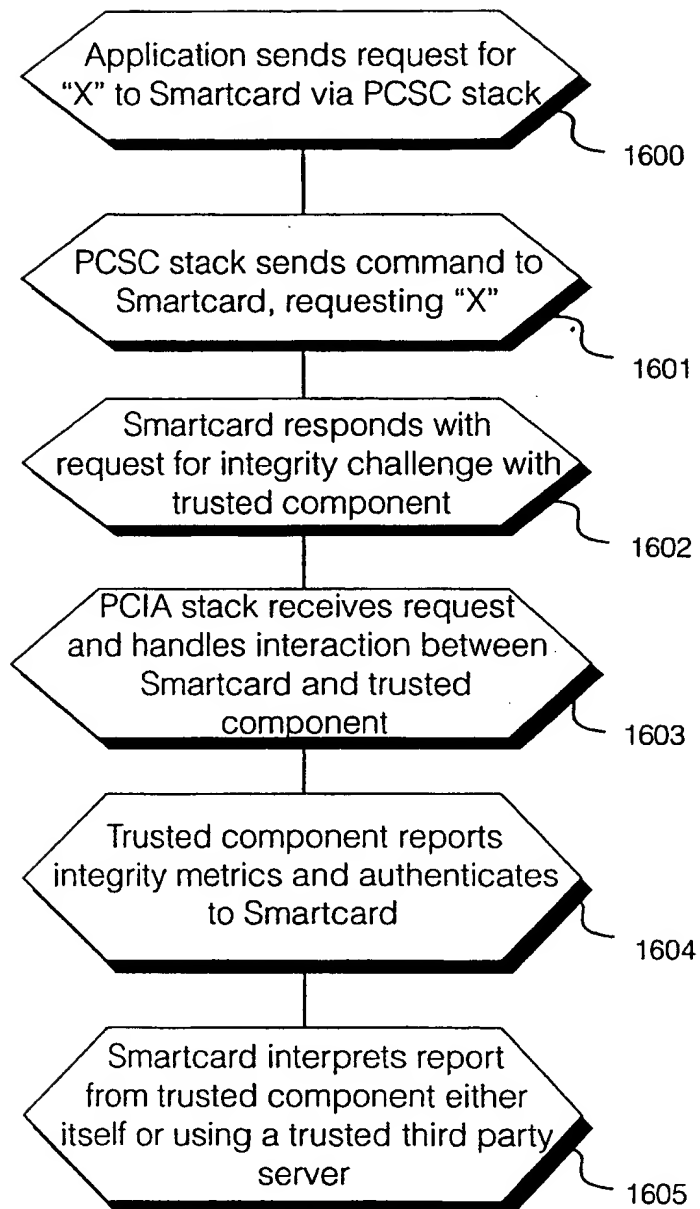 Application sends request for
“X” to Smartcard via PCSC stack
1600
PCSC stack sends command to
Smartcard, requesting “X”
1601
Smartcard responds with
request for integrity challenge with
trusted component
1602
PCIA stack receives request
and handles interaction between
Smartcard and trusted
component
1603
Trusted component reports
integrity metrics and authenticates
to Smartcard
1604
Smartcard interprets report
from trusted component either
itself or using a trusted third party
server
1605